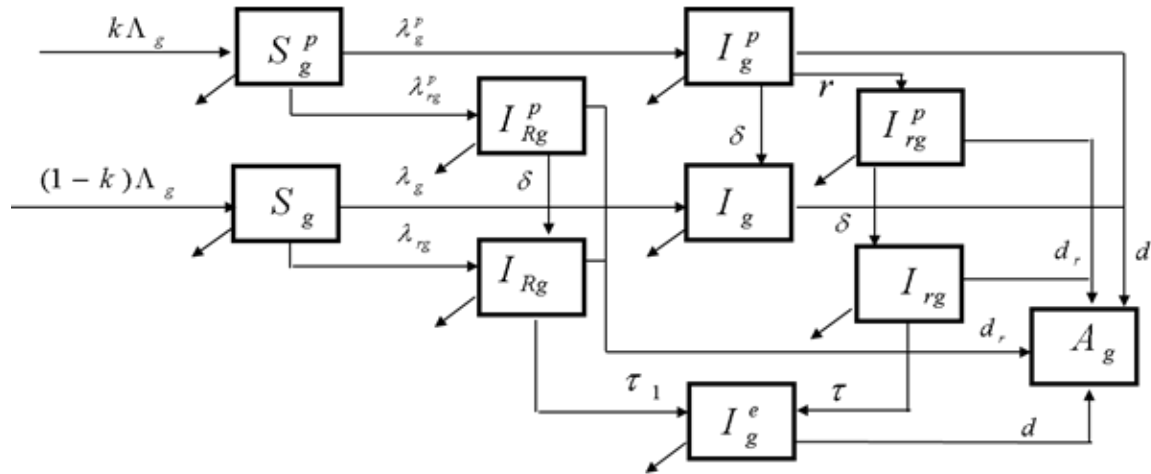 k Λ_g
S_g^p
λ_g^p
I_g^p
r
λ_rg^p
I_Rg^p
δ
I_rg^p
(1 − k) Λ_g
S_g
λ_g
δ
I_g
δ
λ_rg
I_Rg
I_rg
d_r
d
τ_1
I_g^e
τ
d_r
A_g
d